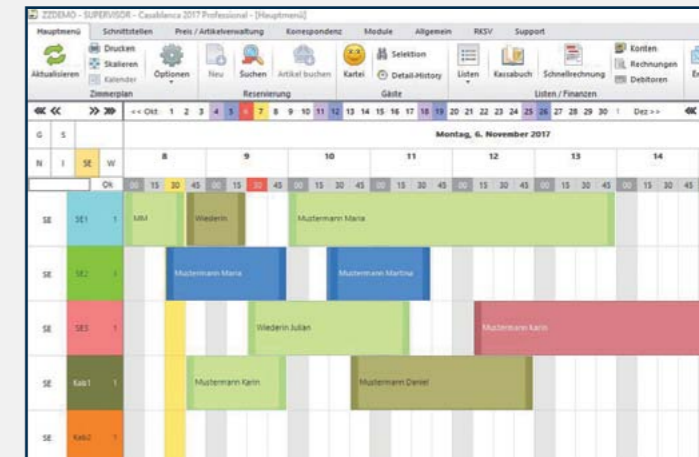 ZZDEMO - SUPERVISOR - Casablanca 2017 Professional - [Hauptmenü]
Hauptmenü Schnittstellen Preis / Artikelverwaltung Korrespondenz Module Allgemein RKSV Support
Aktualisieren Drucken Skalieren Kalender Optionen Neu Suchen Artikel buchen Kartei Selektion Detail-History Listen Kassabuch Schnellrechnung Konten Rechnungen Debitoren
Zimmerplan Reservierung Gäste Listen / Finanzen
<< Okt 1 2 3 4 5 6 7 8 9 10 11 12 13 14 15 16 17 18 19 20 21 22 23 24 25 26 27 28 29 30 1 Dez >>
G S Montag, 6. November 2017
N I SE W 8 9 10 11 12 13 14
Ok 00 15 30 45 00 15 30 45 00 15 30 45 00 15 30 45 00 15 30 45 00 15 30 45 00 15 30 45
SE SE1 1 MM Wiederin Mustermann Maria
SE SE2 1 Mustermann Maria Mustermann Martina
SE SE3 1 Wiederin Julian Mustermann Karin
SE Kab1 1 Mustermann Karin Mustermann Daniel
SE Kab2 1